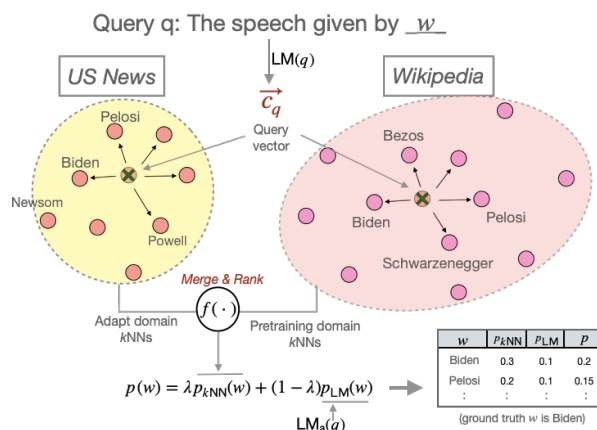 Query q: The speech given by _w_
LM(q)
US News
Wikipedia
c_q
Query
vector
Pelosi
Biden
Newsom
Powell
Bezos
Biden
Pelosi
Schwarzenegger
Merge & Rank
f(·)
Adapt domain
kNNs
Pretraining domain
kNNs
p(w) = λp_kNN(w) + (1 − λ)p_LM(w)
LM_a(q)
w p_kNN p_LM p
Biden 0.3 0.1 0.2
Pelosi 0.2 0.1 0.15
: : : :
(ground truth w is Biden)